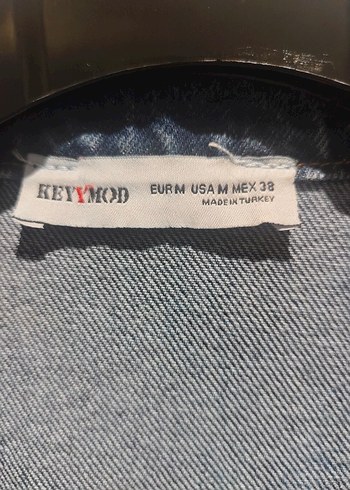 KEYYMOD
EUR M USA M MEX 38
MADE IN TURKEY